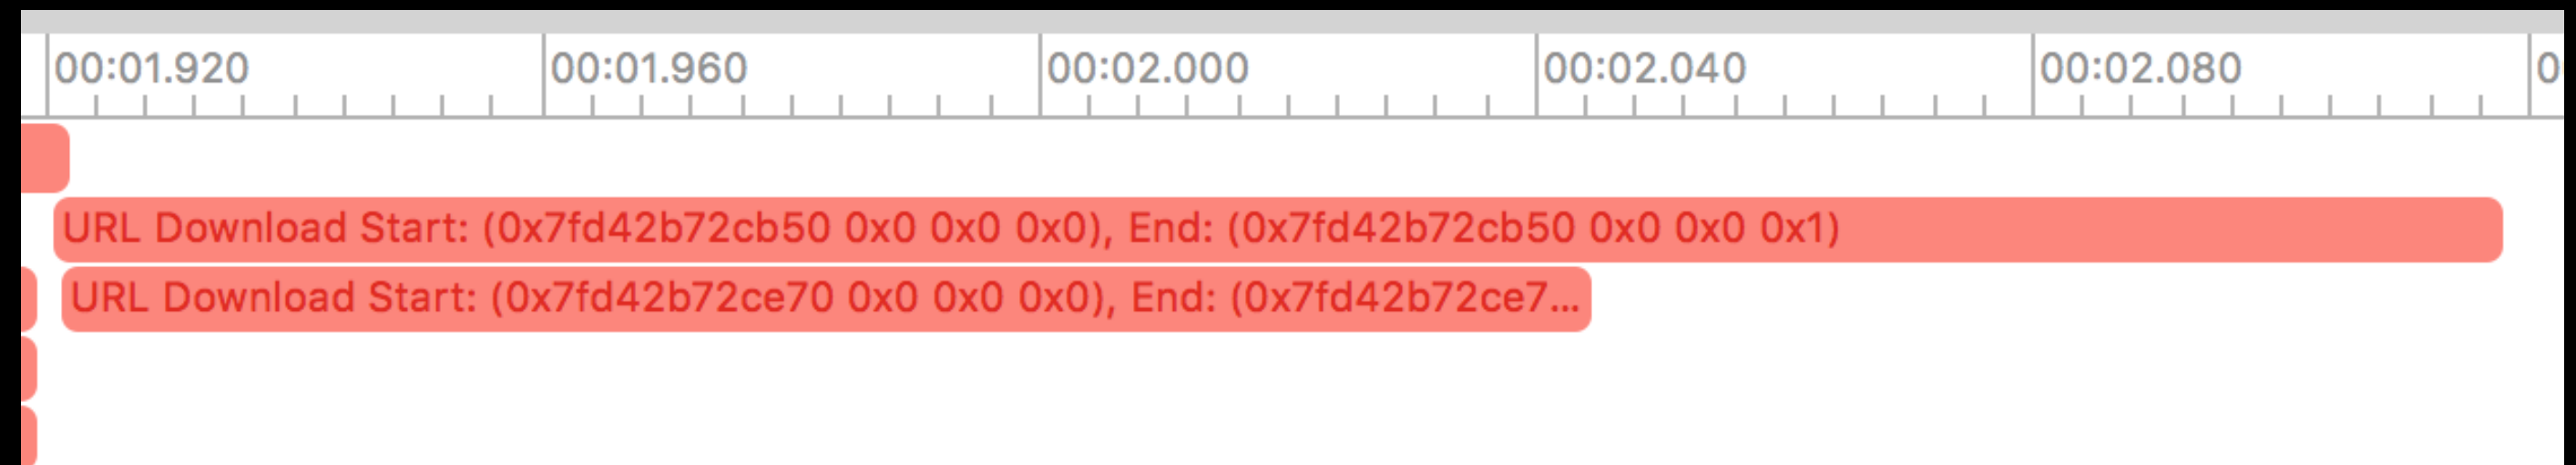 00:01.920 00:01.960 00:02.000 00:02.040 00:02.080 0
URL Download Start: (0x7fd42b72cb50 0x0 0x0 0x0), End: (0x7fd42b72cb50 0x0 0x0 0x1)
URL Download Start: (0x7fd42b72ce70 0x0 0x0 0x0), End: (0x7fd42b72ce7...